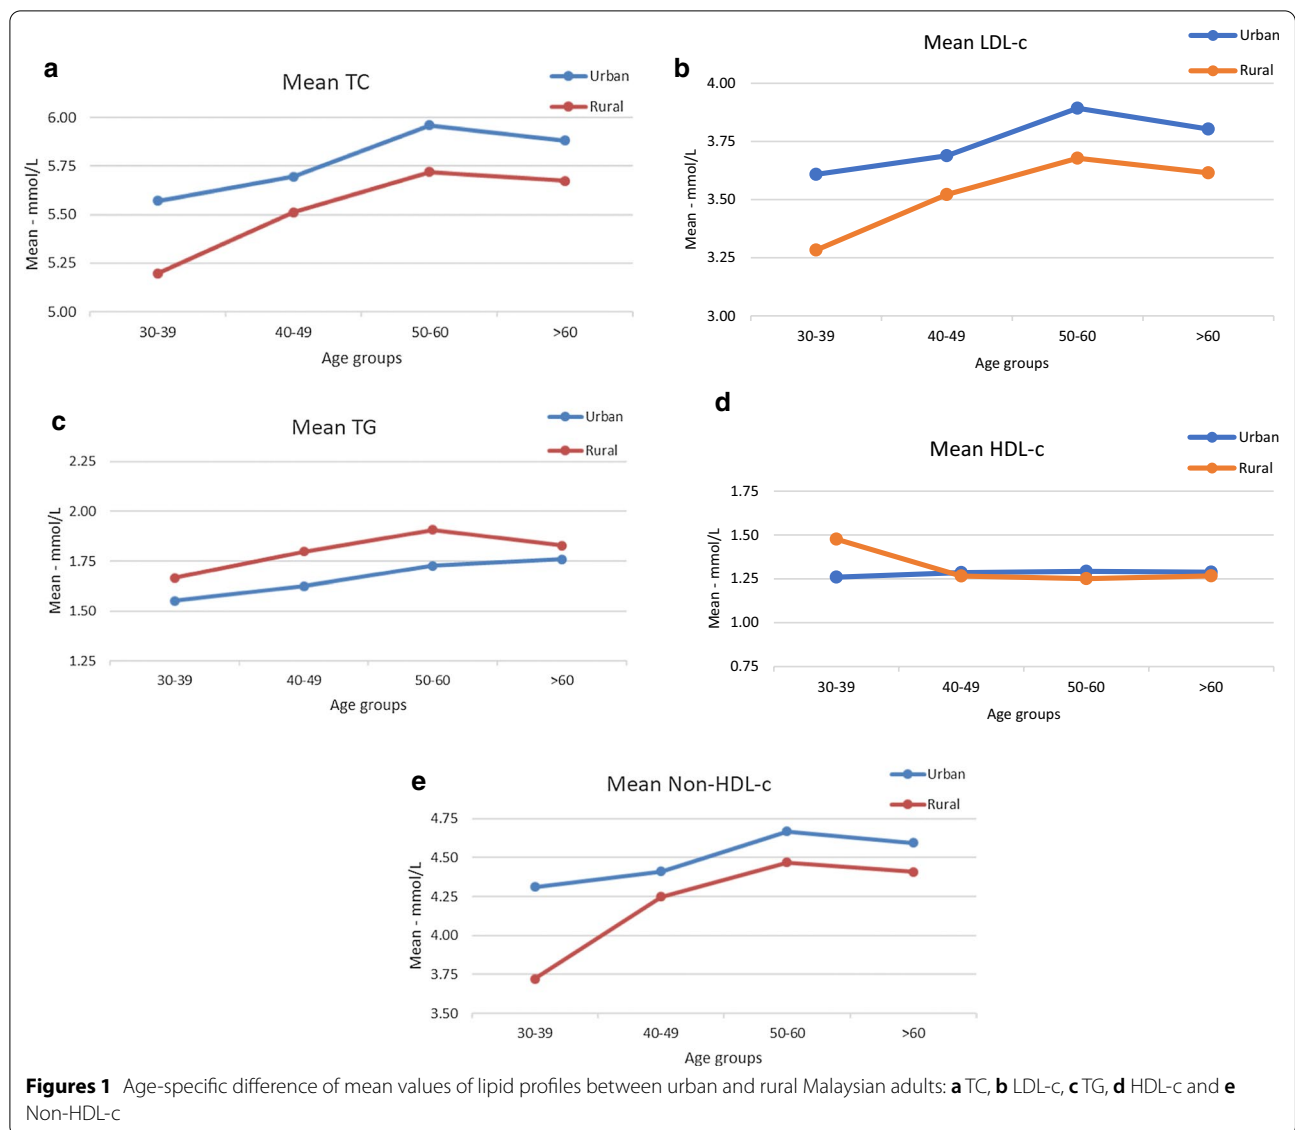 a
Mean TC
Urban
Rural
Mean - mmol/L
6.00
5.75
5.50
5.25
5.00
30-39 40-49 50-60 >60
Age groups
b
Mean LDL-c
Urban
Rural
Mean - mmol/L
4.00
3.75
3.50
3.25
3.00
30-39 40-49 50-60 >60
Age groups
c
Mean TG
Urban
Rural
Mean - mmol/L
2.25
2.00
1.75
1.50
1.25
30-39 40-49 50-60 >60
Age groups
d
Mean HDL-c
Urban
Rural
Mean - mmol/L
1.75
1.50
1.25
1.00
0.75
30-39 40-49 50-60 >60
Age groups
e
Mean Non-HDL-c
Urban
Rural
Mean - mmol/L
4.75
4.50
4.25
4.00
3.75
3.50
30-39 40-49 50-60 >60
Age groups
Figures 1 Age-specific difference of mean values of lipid profiles between urban and rural Malaysian adults: a TC, b LDL-c, c TG, d HDL-c and e
Non-HDL-c